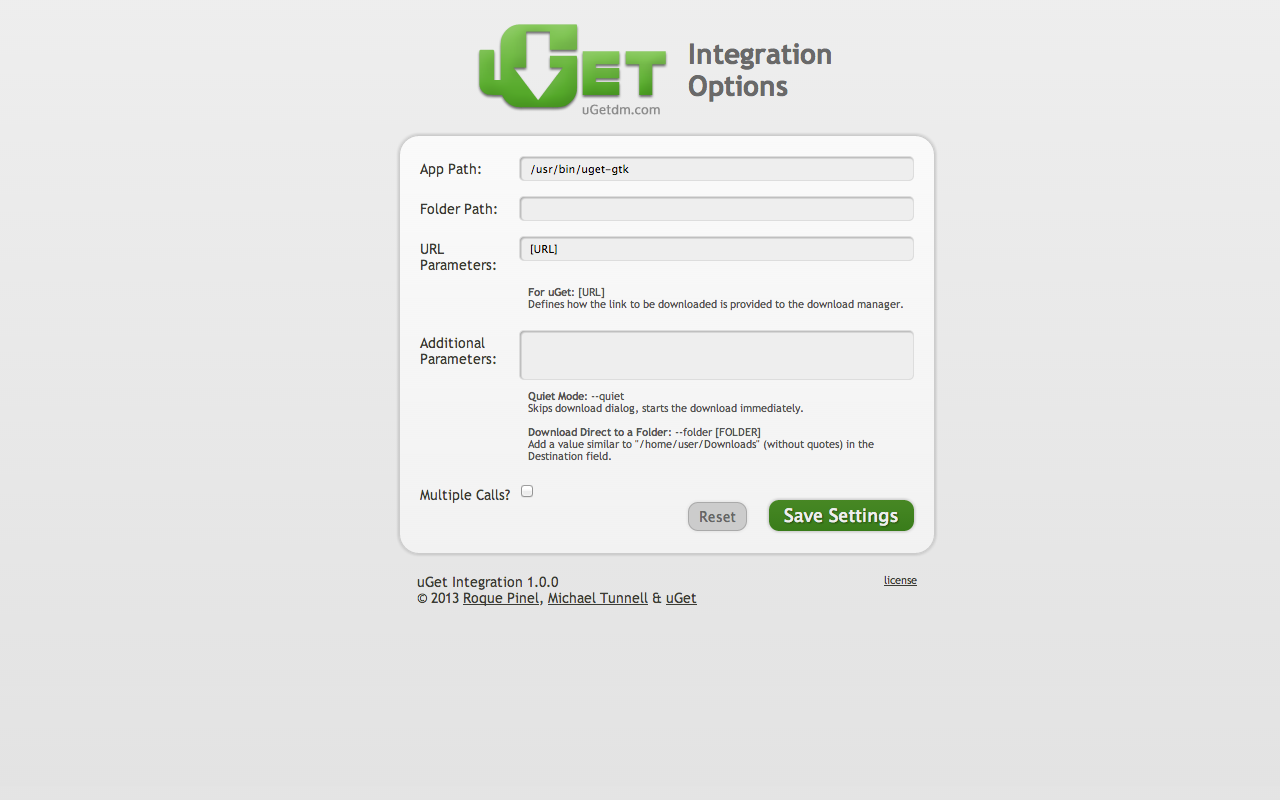 uGet
uGetdm.com
Integration
Options
App Path:
/usr/bin/uget-gtk
Folder Path:
URL
Parameters:
[URL]
For uGet: [URL]
Defines how the link to be downloaded is provided to the download manager.
Additional
Parameters:
Quiet Mode: --quiet
Skips download dialog, starts the download immediately.
Download Direct to a Folder: --folder [FOLDER]
Add a value similar to "/home/user/Downloads" (without quotes) in the
Destination field.
Multiple Calls?
Reset
Save Settings
uGet Integration 1.0.0
license
© 2013 Roque Pinel, Michael Tunnell & uGet